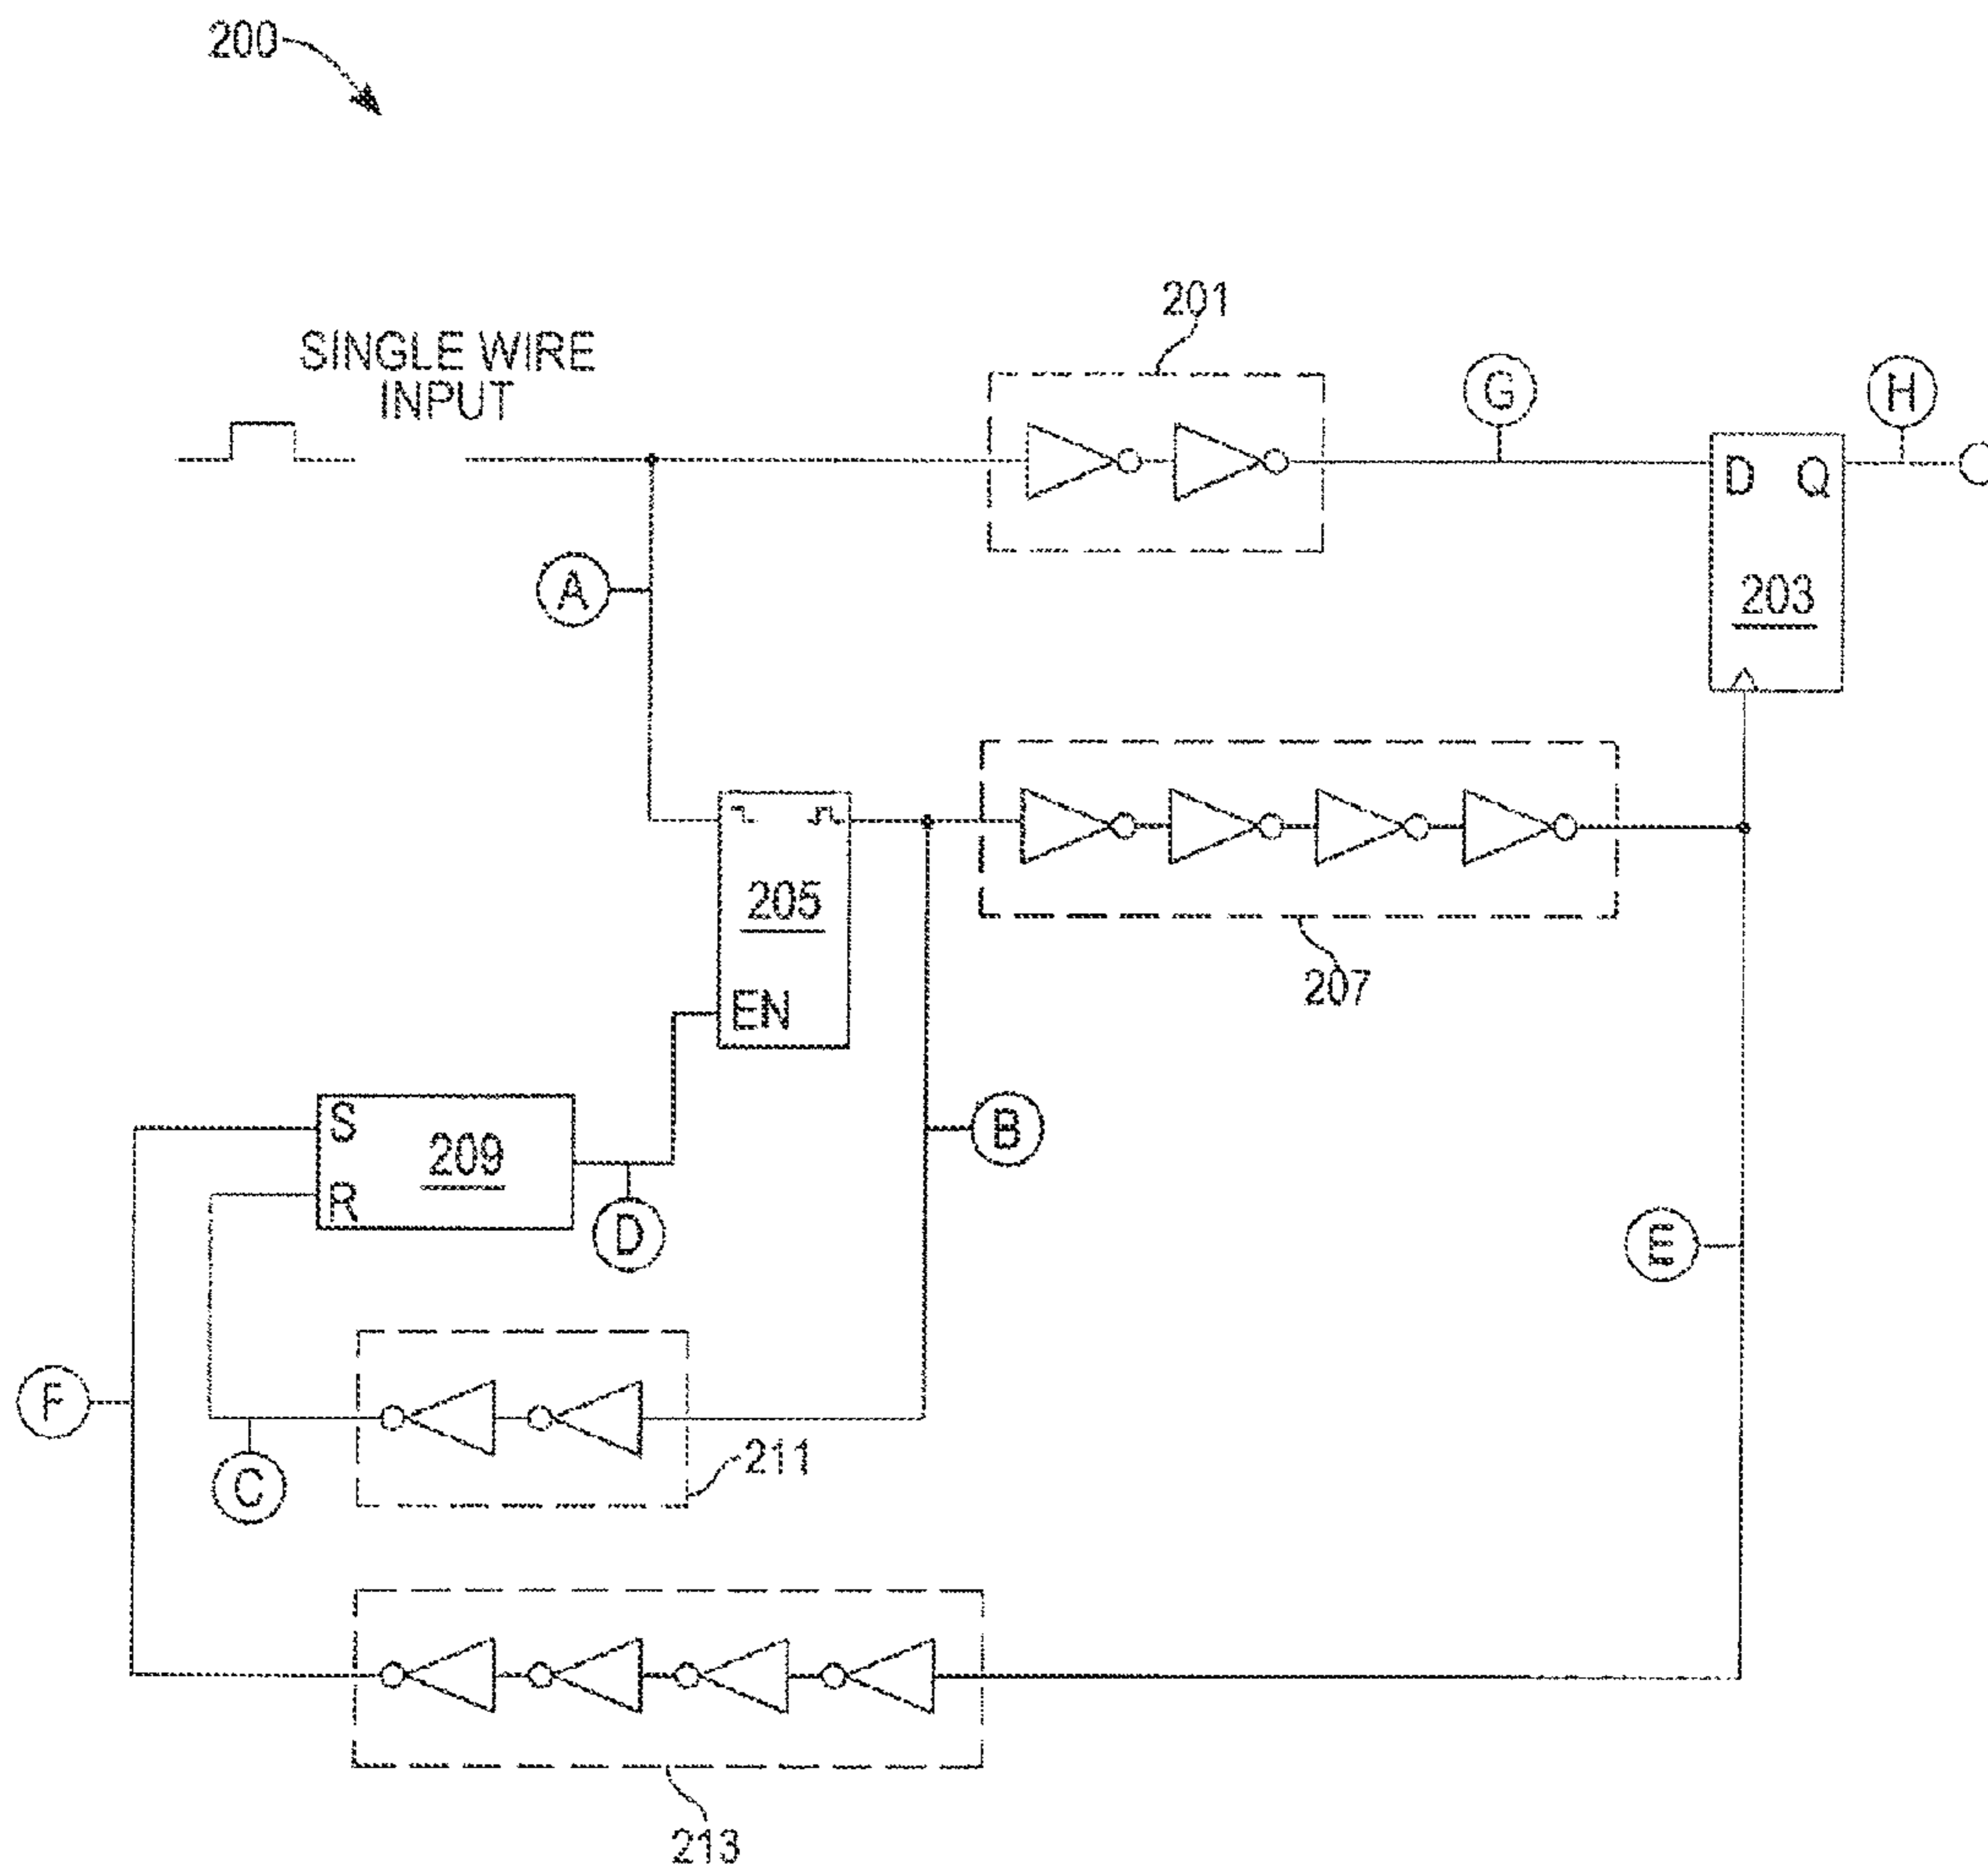 200
201
SINGLE WIRE
INPUT
G
H
D Q
A
203
205
EN
207
S
209
R
B
D
E
F
211
C
213